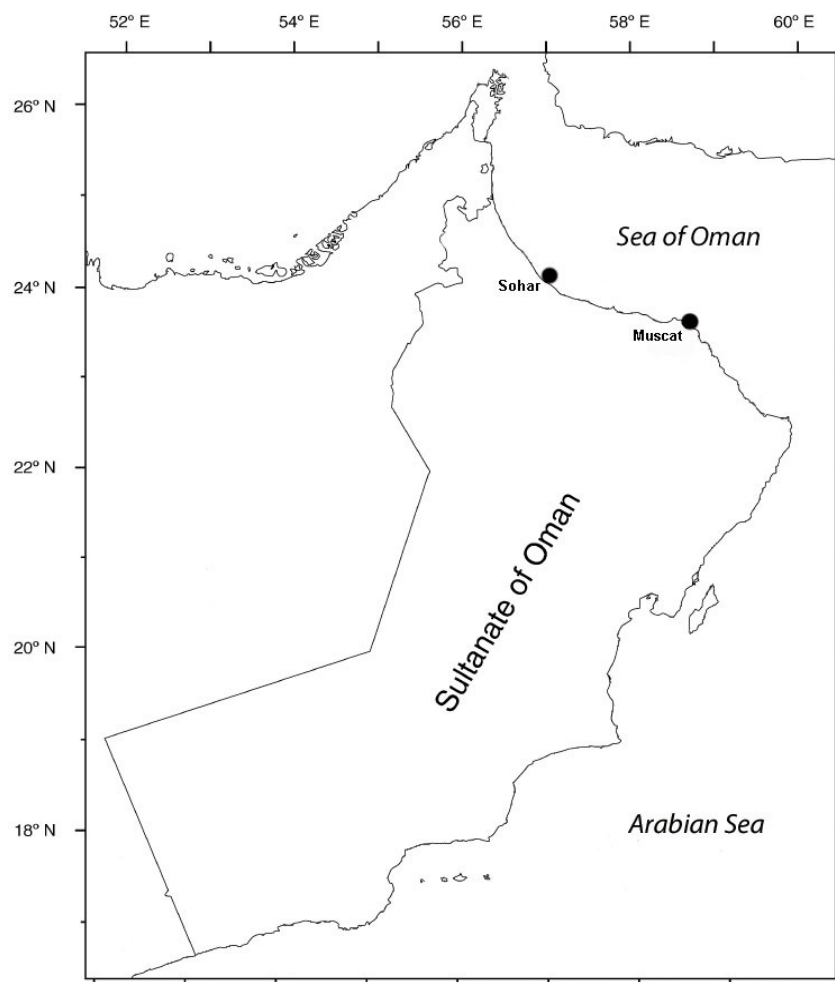 52° E 54° E 56° E 58° E 60° E
26° N
Sea of Oman
Sohar
24° N
Muscat
22° N
Sultanate of Oman
20° N
18° N
Arabian Sea